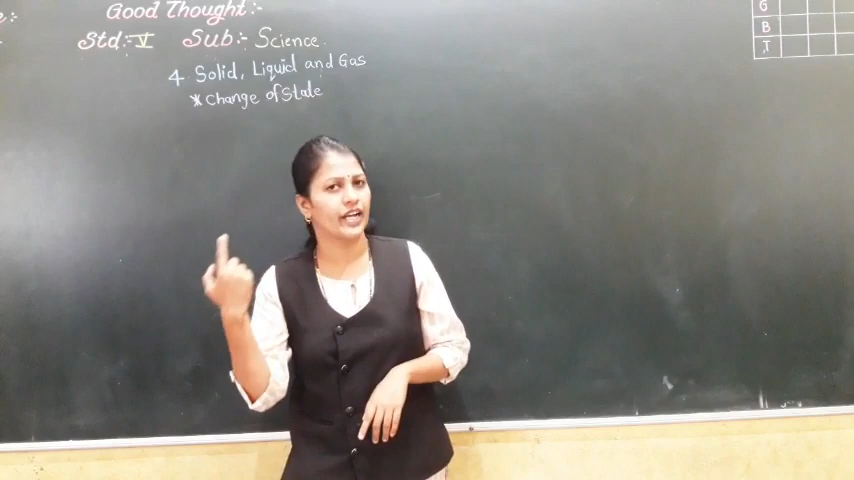 Good Thought:-
Std:- V Sub:- Science.
4. Solid, Liquid and Gas
* Change of State
G
B
T